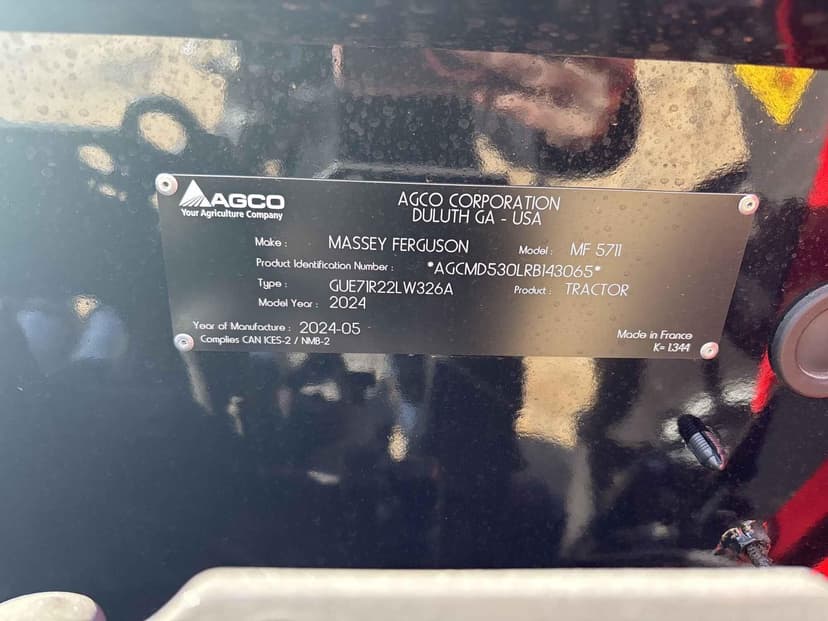 AGCO
Your Agriculture Company
AGCO CORPORATION
DULUTH GA - USA
Make : MASSEY FERGUSON Model : MF 5711
Product Identification Number : *AGCMD530LRB143065*
Type : GUE71R22LW326A Product : TRACTOR
Model Year : 2024
Year of Manufacture : 2024-05
Complies CAN ICES-2 / NMB-2
Made in France
K= 1.344